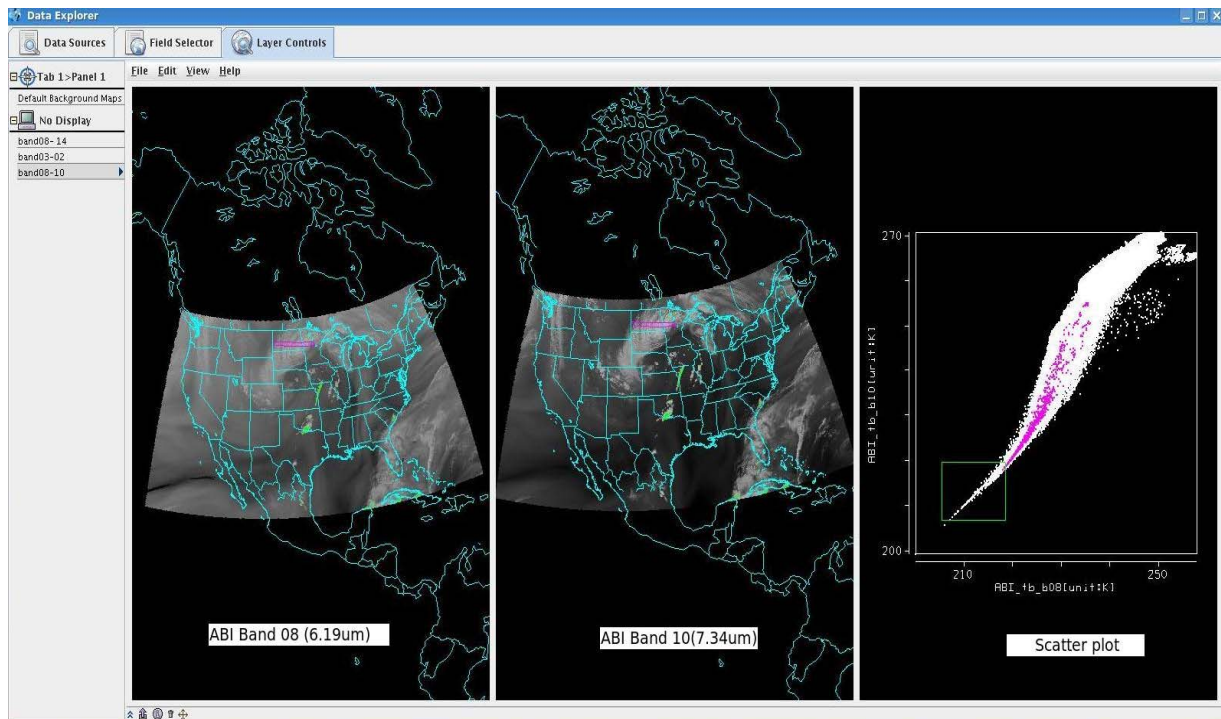 Data Explorer
Data Sources
Field Selector
Layer Controls
Tab 1>Panel 1
Default Background Maps
No Display
band08-14
band03-02
band08-10
File Edit View Help
ABI Band 08 (6.19um)
ABI Band 10(7.34um)
270
200
ABI_tb_b10[unit:K]
210
250
ABI_tb_b08[unit:K]
Scatter plot